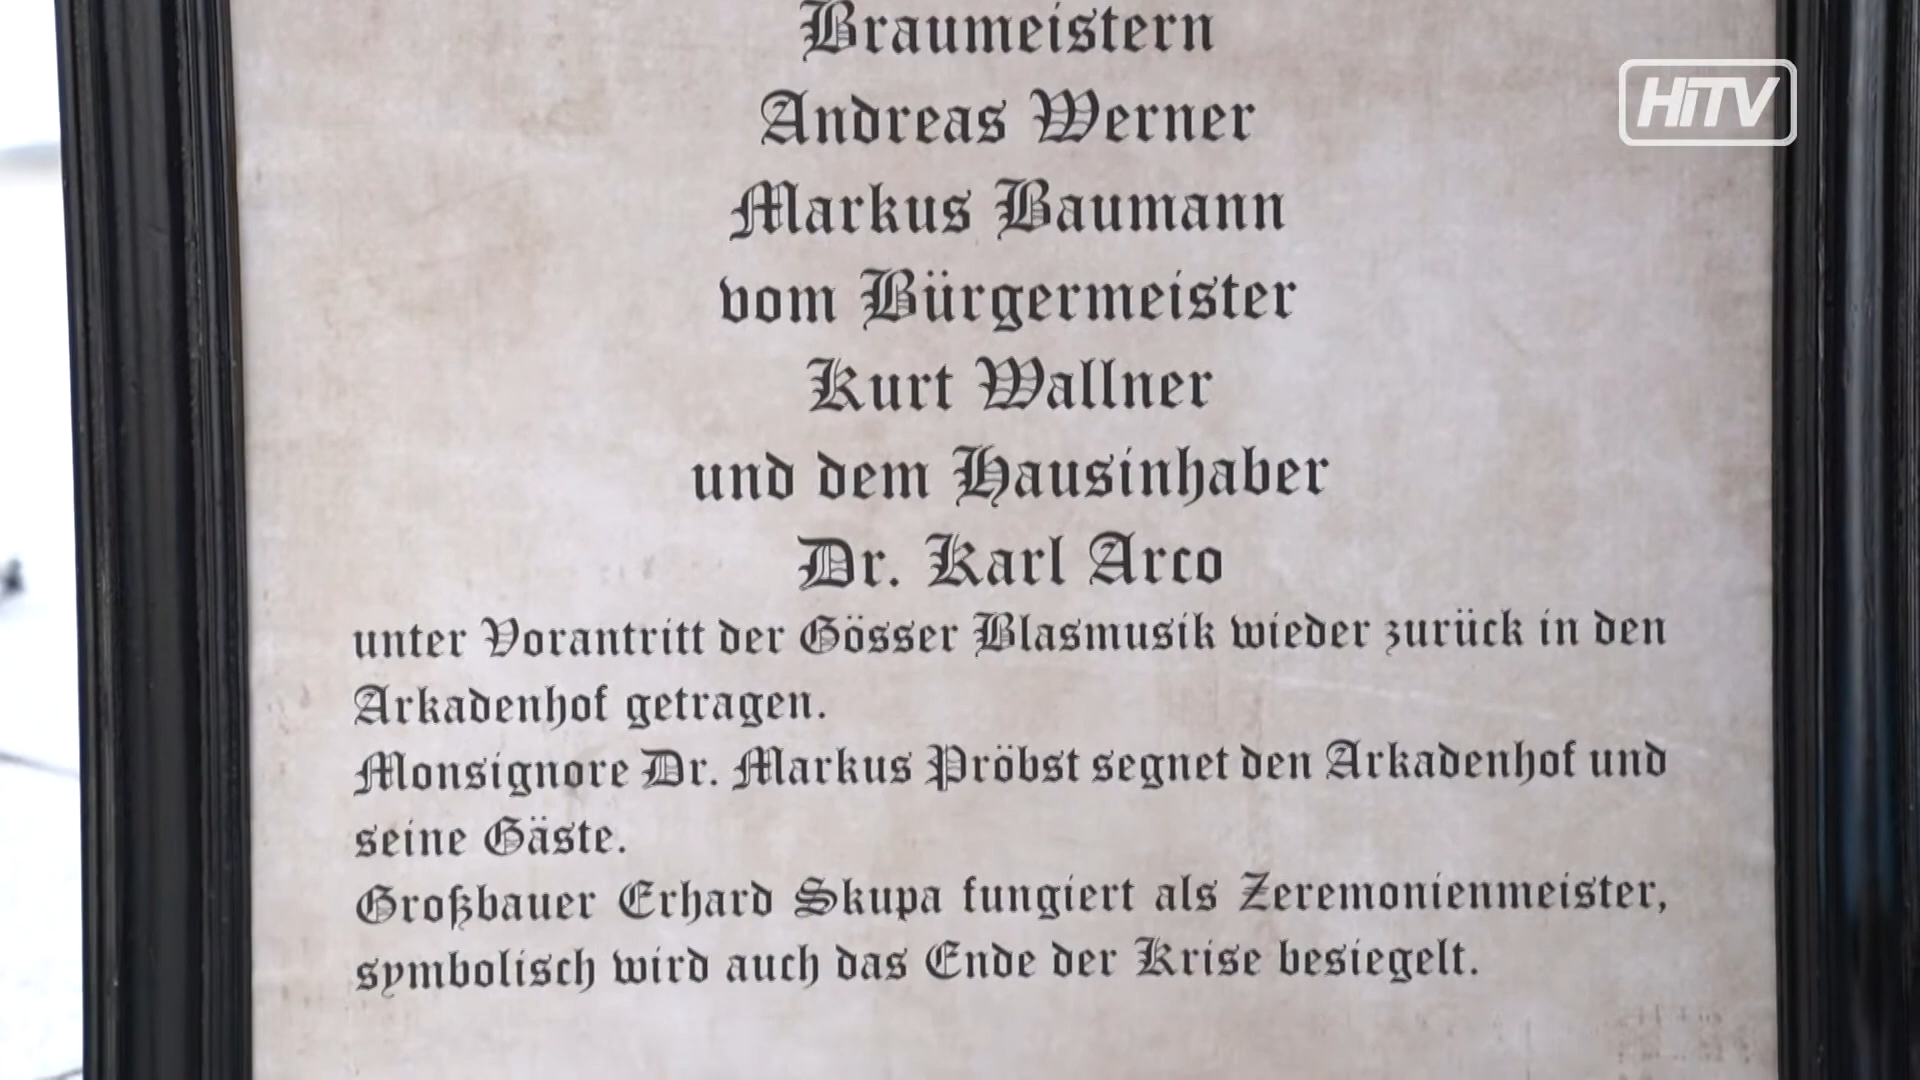 Braumeistern
HiTV
Andreas Werner
Markus Baumann
vom Bürgermeister
Kurt Wallner
und dem Hausinhaber
Dr. Karl Arco
unter Vorantritt der Gösser Blasmusik wieder zurück in den
Arkadenhof getragen.
Monsignore Dr. Markus Pröbst segnet den Arkadenhof und
seine Gäste.
Großbauer Erhard Skupa fungiert als Zeremonienmeister,
symbolisch wird auch das Ende der Krise besiegelt.